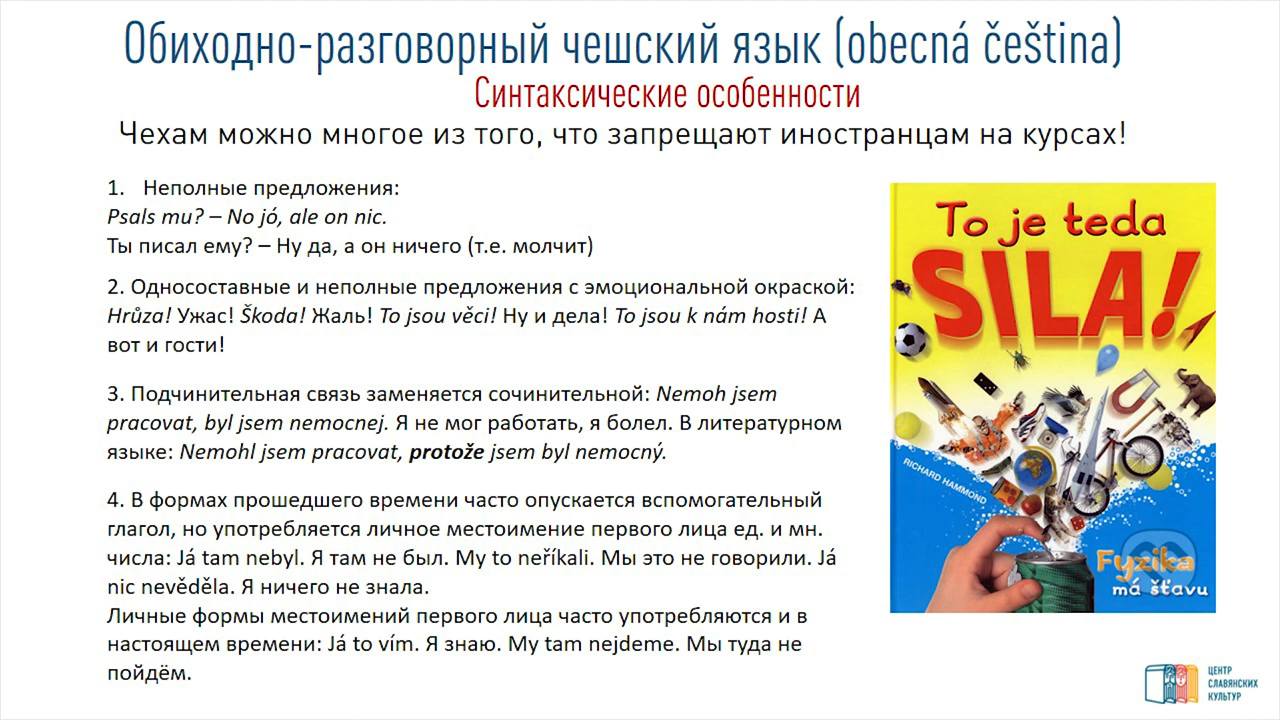 Обиходно-разговорный чешский язык (obecná čeština)
Синтаксические особенности
Чехам можно многое из того, что запрещают иностранцам на курсах!
1. Неполные предложения:
Psals mu? – No jó, ale on nic.
Ты писал ему? – Ну да, а он ничего (т.е. молчит)
2. Односоставные и неполные предложения с эмоциональной окраской:
Hrůza! Ужас! Škoda! Жаль! To jsou věci! Ну и дела! To jsou k nám hosti! А
вот и гости!
3. Подчинительная связь заменяется сочинительной: Nemoh jsem
pracovat, byl jsem nemocnej. Я не мог работать, я болел. В литературном
языке: Nemohl jsem pracovat, protože jsem byl nemocný.
4. В формах прошедшего времени часто опускается вспомогательный
глагол, но употребляется личное местоимение первого лица ед. и мн.
числа: Já tam nebyl. Я там не был. My to neříkali. Мы это не говорили. Já
nic nevěděla. Я ничего не знала.
Личные формы местоимений первого лица часто употребляются и в
настоящем времени: Já to vím. Я знаю. My tam nejdeme. Мы туда не
пойдём.
To je teda
SILA!
RICHARD HAMMOND
Fyzika
má šťavu
ЦЕНТР
СЛАВЯНСКИХ
КУЛЬТУР